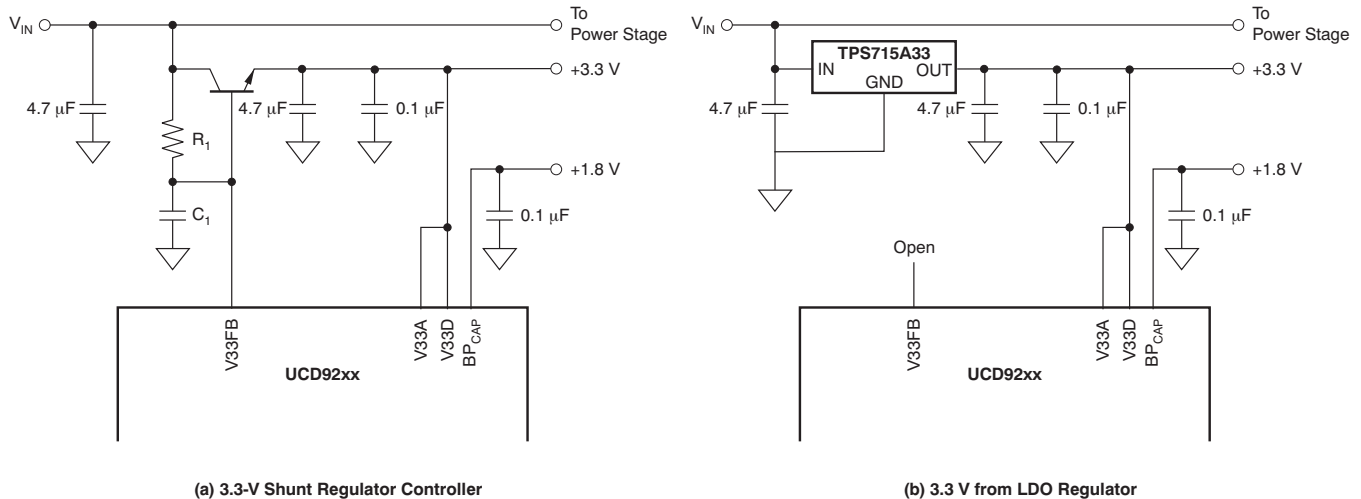 V_IN
To
Power Stage
+3.3 V
4.7 μF
4.7 μF
0.1 μF
R1
+1.8 V
C1
0.1 μF
V33FB
V33A
V33D
BP_CAP
UCD92xx
(a) 3.3-V Shunt Regulator Controller
V_IN
To
Power Stage
TPS715A33
IN
OUT
GND
+3.3 V
4.7 μF
4.7 μF
0.1 μF
+1.8 V
0.1 μF
Open
V33FB
V33A
V33D
BP_CAP
UCD92xx
(b) 3.3 V from LDO Regulator